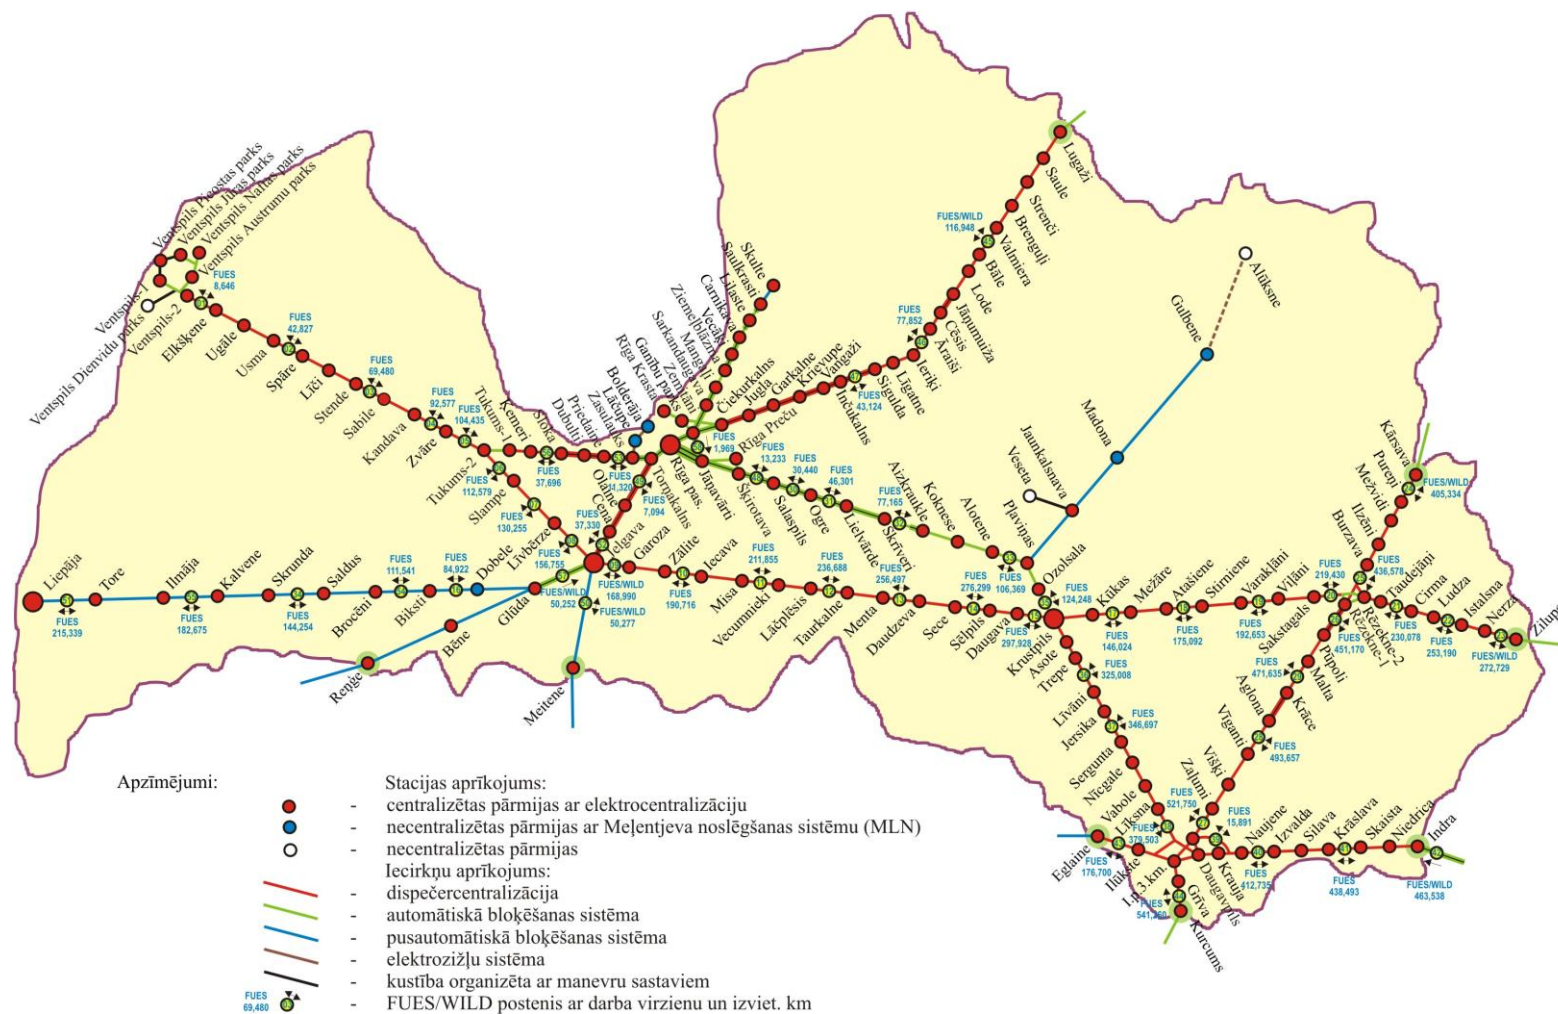 Ventspils Pieostas parks
Ventspils Jūras parks
Ventspils Naftas parks
Ventspils Austrumu parks
Ventspils-1
Ventspils Dienvidu parks
Ventspils-2
FUES
8,646
Elkšķene
Ugāle
FUES
42,827
Usma
Spāre
Līči
Stende
FUES
69,480
Sabile
Kandava
FUES
92,577
Zvāre
FUES
104,435
Tukums-1
Tukums-2
FUES
112,579
Slampe
FUES
130,255
Līvbērze
FUES
156,755
Ķemeri
Sloka
FUES
37,696
Dubulti
Priedaine
Zasulauks
Lāčupe
Bolderāja
Rīga Krasta
Gambu parks
Zemitāni
Sarkandaugava
Mangaļi
Ziemeļblāzma
Vecāķi
Carnikava
Lilaste
Saulkrasti
Skulte
Čiekurkalns
Jugla
Garkalne
Krievupe
Vangaži
Inčukalns
FUES
43,124
Sigulda
Līgatne
Ieriķi
FUES
77,852
Āraiši
Cēsis
Jāņumuiža
Lode
Bāle
Valmiera
FUES/WILD
116,948
Brenguļi
Strenči
Saule
Lugaži
Rīga Preču
FUES
1,969
Rīga pas.
Torņakalns
Jāņavārti
FUES
13,233
Šķirotava
FUES
30,440
Salaspils
Ogre
FUES
46,301
Lielvārde
FUES
77,165
Skrīveri
Aizkraukle
Koknese
Alotene
Pļaviņas
FUES
106,369
Ozolsala
FUES
124,248
Krustpils
Olaine
Cena
FUES
7,094
FUES
37,330
Jelgava
FUES/WILD
168,990
FUES/WILD
50,252
FUES/WILD
50,277
Meitene
Garoza
Zālīte
FUES
190,716
Iecava
Misa
FUES
211,855
Vecumnieki
Lāčplēsis
FUES
236,688
Taurkalne
Menta
FUES
256,497
Daudzeva
Sece
FUES
276,299
Sēlpils
Daugava
FUES
297,928
Liepāja
FUES
215,339
Tore
Ilmāja
FUES
182,675
Kalvene
Skrunda
FUES
144,254
Saldus
Brocēni
FUES
111,541
Biksti
FUES
84,922
Dobele
Glūda
Bēne
Reņģe
Alūksne
Gulbene
Madona
Jaunkalsnava
Veseta
Kūkas
FUES
146,024
Mežāre
Atašiene
FUES
175,092
Stirniene
Varakļāni
FUES
192,653
Viļāni
Sakstagals
FUES
219,430
Rēzekne-1
Rēzekne-2
FUES
436,578
FUES
451,170
Burzava
Ilzēni
Mežvidi
Pureņi
Kārsava
FUES/WILD
405,334
Taudejāņi
FUES
230,078
Cirma
Ludza
FUES
253,190
Istalsna
Nerza
FUES/WILD
272,729
Zilupe
Pūpoli
Malta
FUES
471,635
Krāce
Aglona
FUES
493,657
Vīganti
Višķi
Zaļumi
FUES
521,750
FUES
15,891
Asote
Trepe
FUES
325,008
Līvāni
Jersika
FUES
346,697
Sergunta
Nīcgale
Vabole
Līksna
FUES
379,503
Eglaine
FUES
176,700
Ilūkste
I.p.3.km.
Grīva
Daugavpils
Krauja
Kurcums
Naujene
FUES
412,735
Izvalda
Silava
FUES
438,493
Krāslava
Skaista
Niedrica
Indra
FUES/WILD
463,538
Apzīmējumi:
Stacijas aprīkojums:
- centralizētas pārmijas ar elektrocentralizāciju
- necentralizētas pārmijas ar Meļentjeva noslēgšanas sistēmu (MLN)
- necentralizētas pārmijas
Iecirkņu aprīkojums:
- dispečercentralizācija
- automātiskā bloķēšanas sistēma
- pusautomātiskā bloķēšanas sistēma
- elektrozižļu sistēma
- kustība organizēta ar manevru sastaviem
FUES
69,480
- FUES/WILD postenis ar darba virzienu un izviet. km